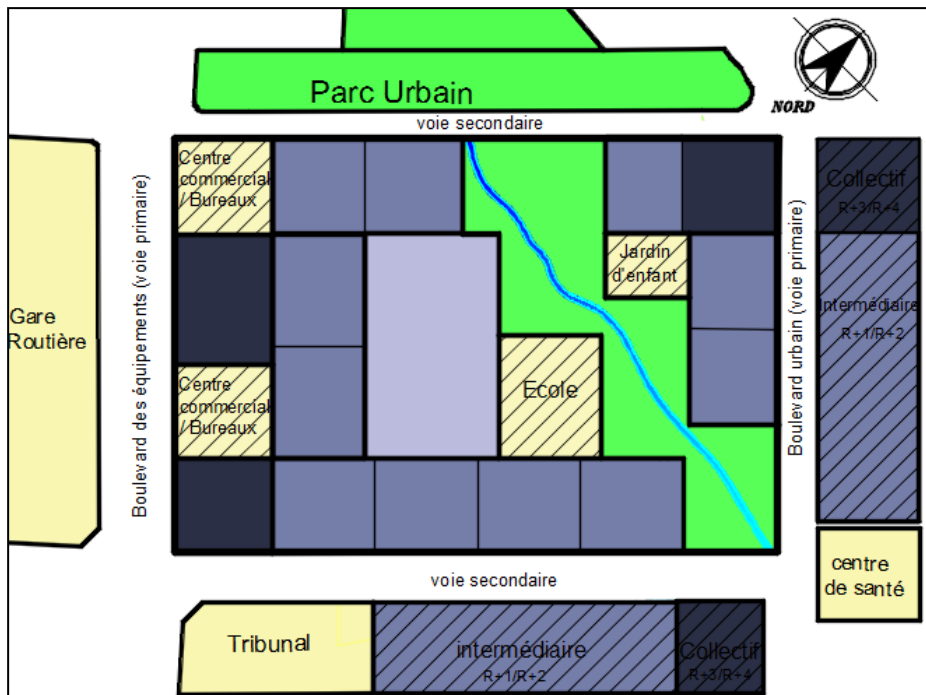 Parc Urbain
NORD
voie secondaire
Centre
commercial
/ Bureaux
Collectif
R+3/R+4
Boulevard des équipements (voie primaire)
Boulevard urbain (voie primaire)
Jardin
d'enfant
Gare
Routière
Intermédiaire
R+1/R+2
Centre
commercial
/ Bureaux
Ecole
voie secondaire
centre
de santé
Tribunal
intermédiaire
R+1/R+2
Collectif
R+3/R+4